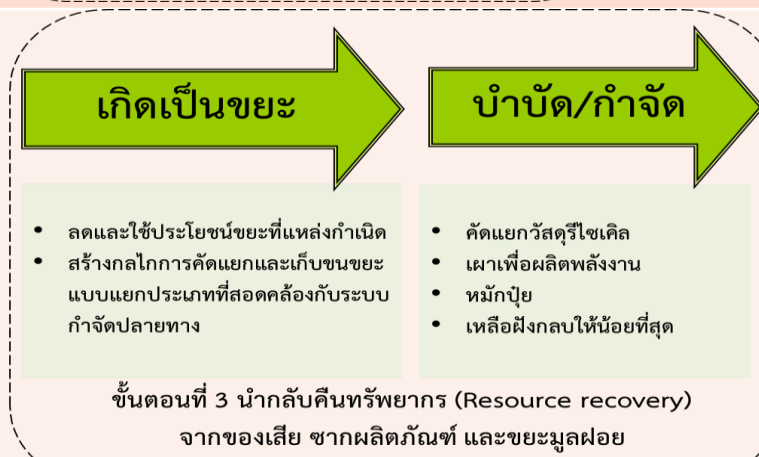 เกิดเป็นขยะ
บำบัด/กำจัด
• ลดและใช้ประโยชน์ขยะที่แหล่งกำเนิด
• สร้างกลไกการคัดแยกและเก็บขนขยะ
แบบแยกประเภทที่สอดคล้องกับระบบ
กำจัดปลายทาง
• คัดแยกวัสดุรีไซเคิล
• เผาเพื่อผลิตพลังงาน
• หมักปุ๋ย
• เหลือฝังกลบให้น้อยที่สุด
ขั้นตอนที่ 3 นำกลับคืนทรัพยากร (Resource recovery)
จากของเสีย ซากผลิตภัณฑ์ และขยะมูลฝอย